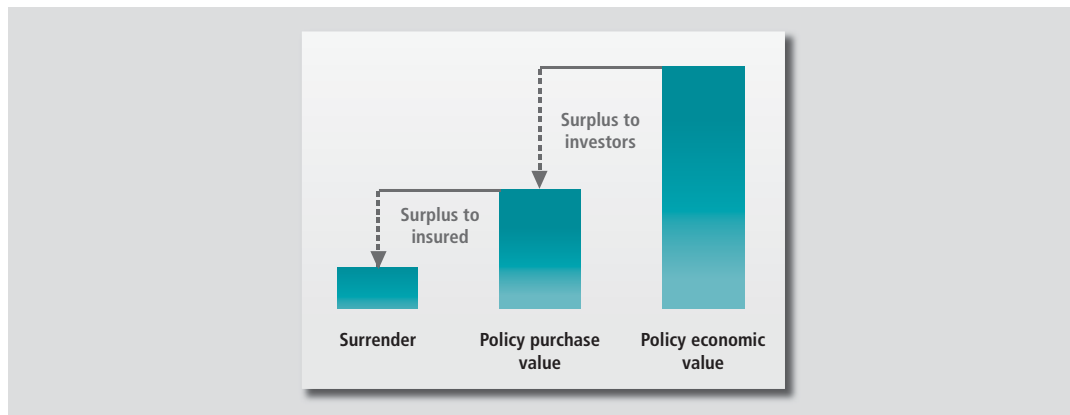 Surplus to
investors
Surplus to
insured
Surrender
Policy purchase
value
Policy economic
value